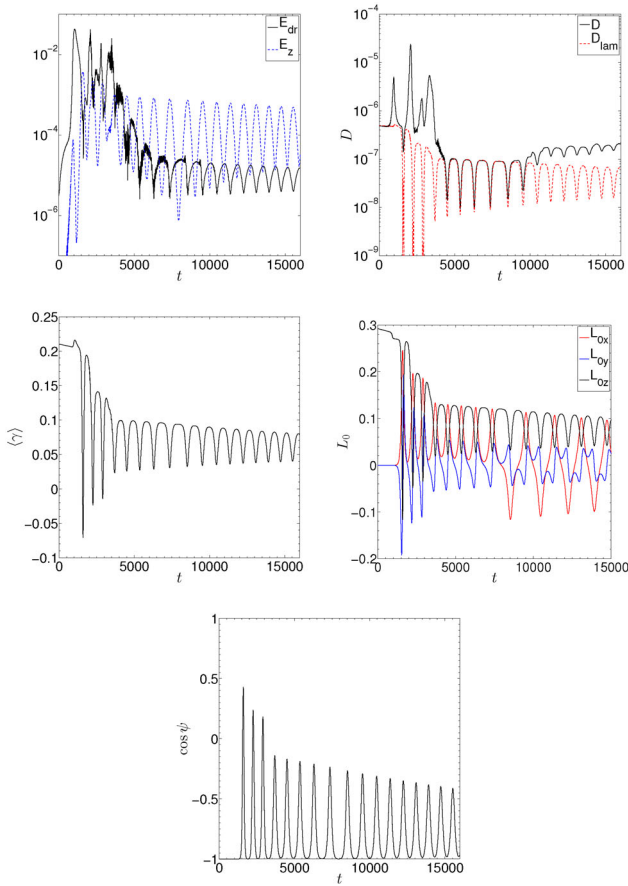 10⁻²
10⁻⁴
10⁻⁶
0 5000 10000 15000
t
E_dr
E_z
10⁻⁴
10⁻⁵
10⁻⁶
10⁻⁷
10⁻⁸
10⁻⁹
D
0 5000 10000 15000
t
D
D_lam
0.25
0.2
0.15
0.1
0.05
0
−0.05
−0.1
⟨γ⟩
0 5000 10000 15000
t
0.3
0.2
0.1
0
−0.1
−0.2
L₀
0 5000 10000 15000
t
L_0x
L_0y
L_0z
1
0.5
0
−0.5
−1
cos ψ
0 5000 10000 15000
t